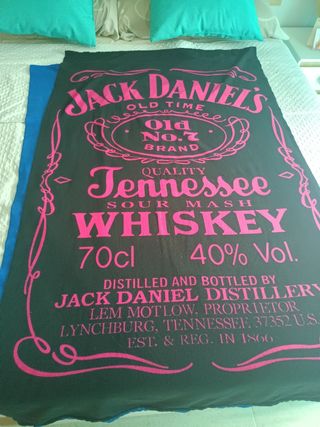 JACK DANIEL'S
OLD TIME
Old
No. 7
BRAND
QUALITY
Tennessee
SOUR MASH
WHISKEY
70cl 40% Vol.
DISTILLED AND BOTTLED BY
JACK DANIEL DISTILLERY
LEM MOTLOW, PROPRIETOR
LYNCHBURG, TENNESSEE 37352 U.S.
EST. & REG. IN 1866